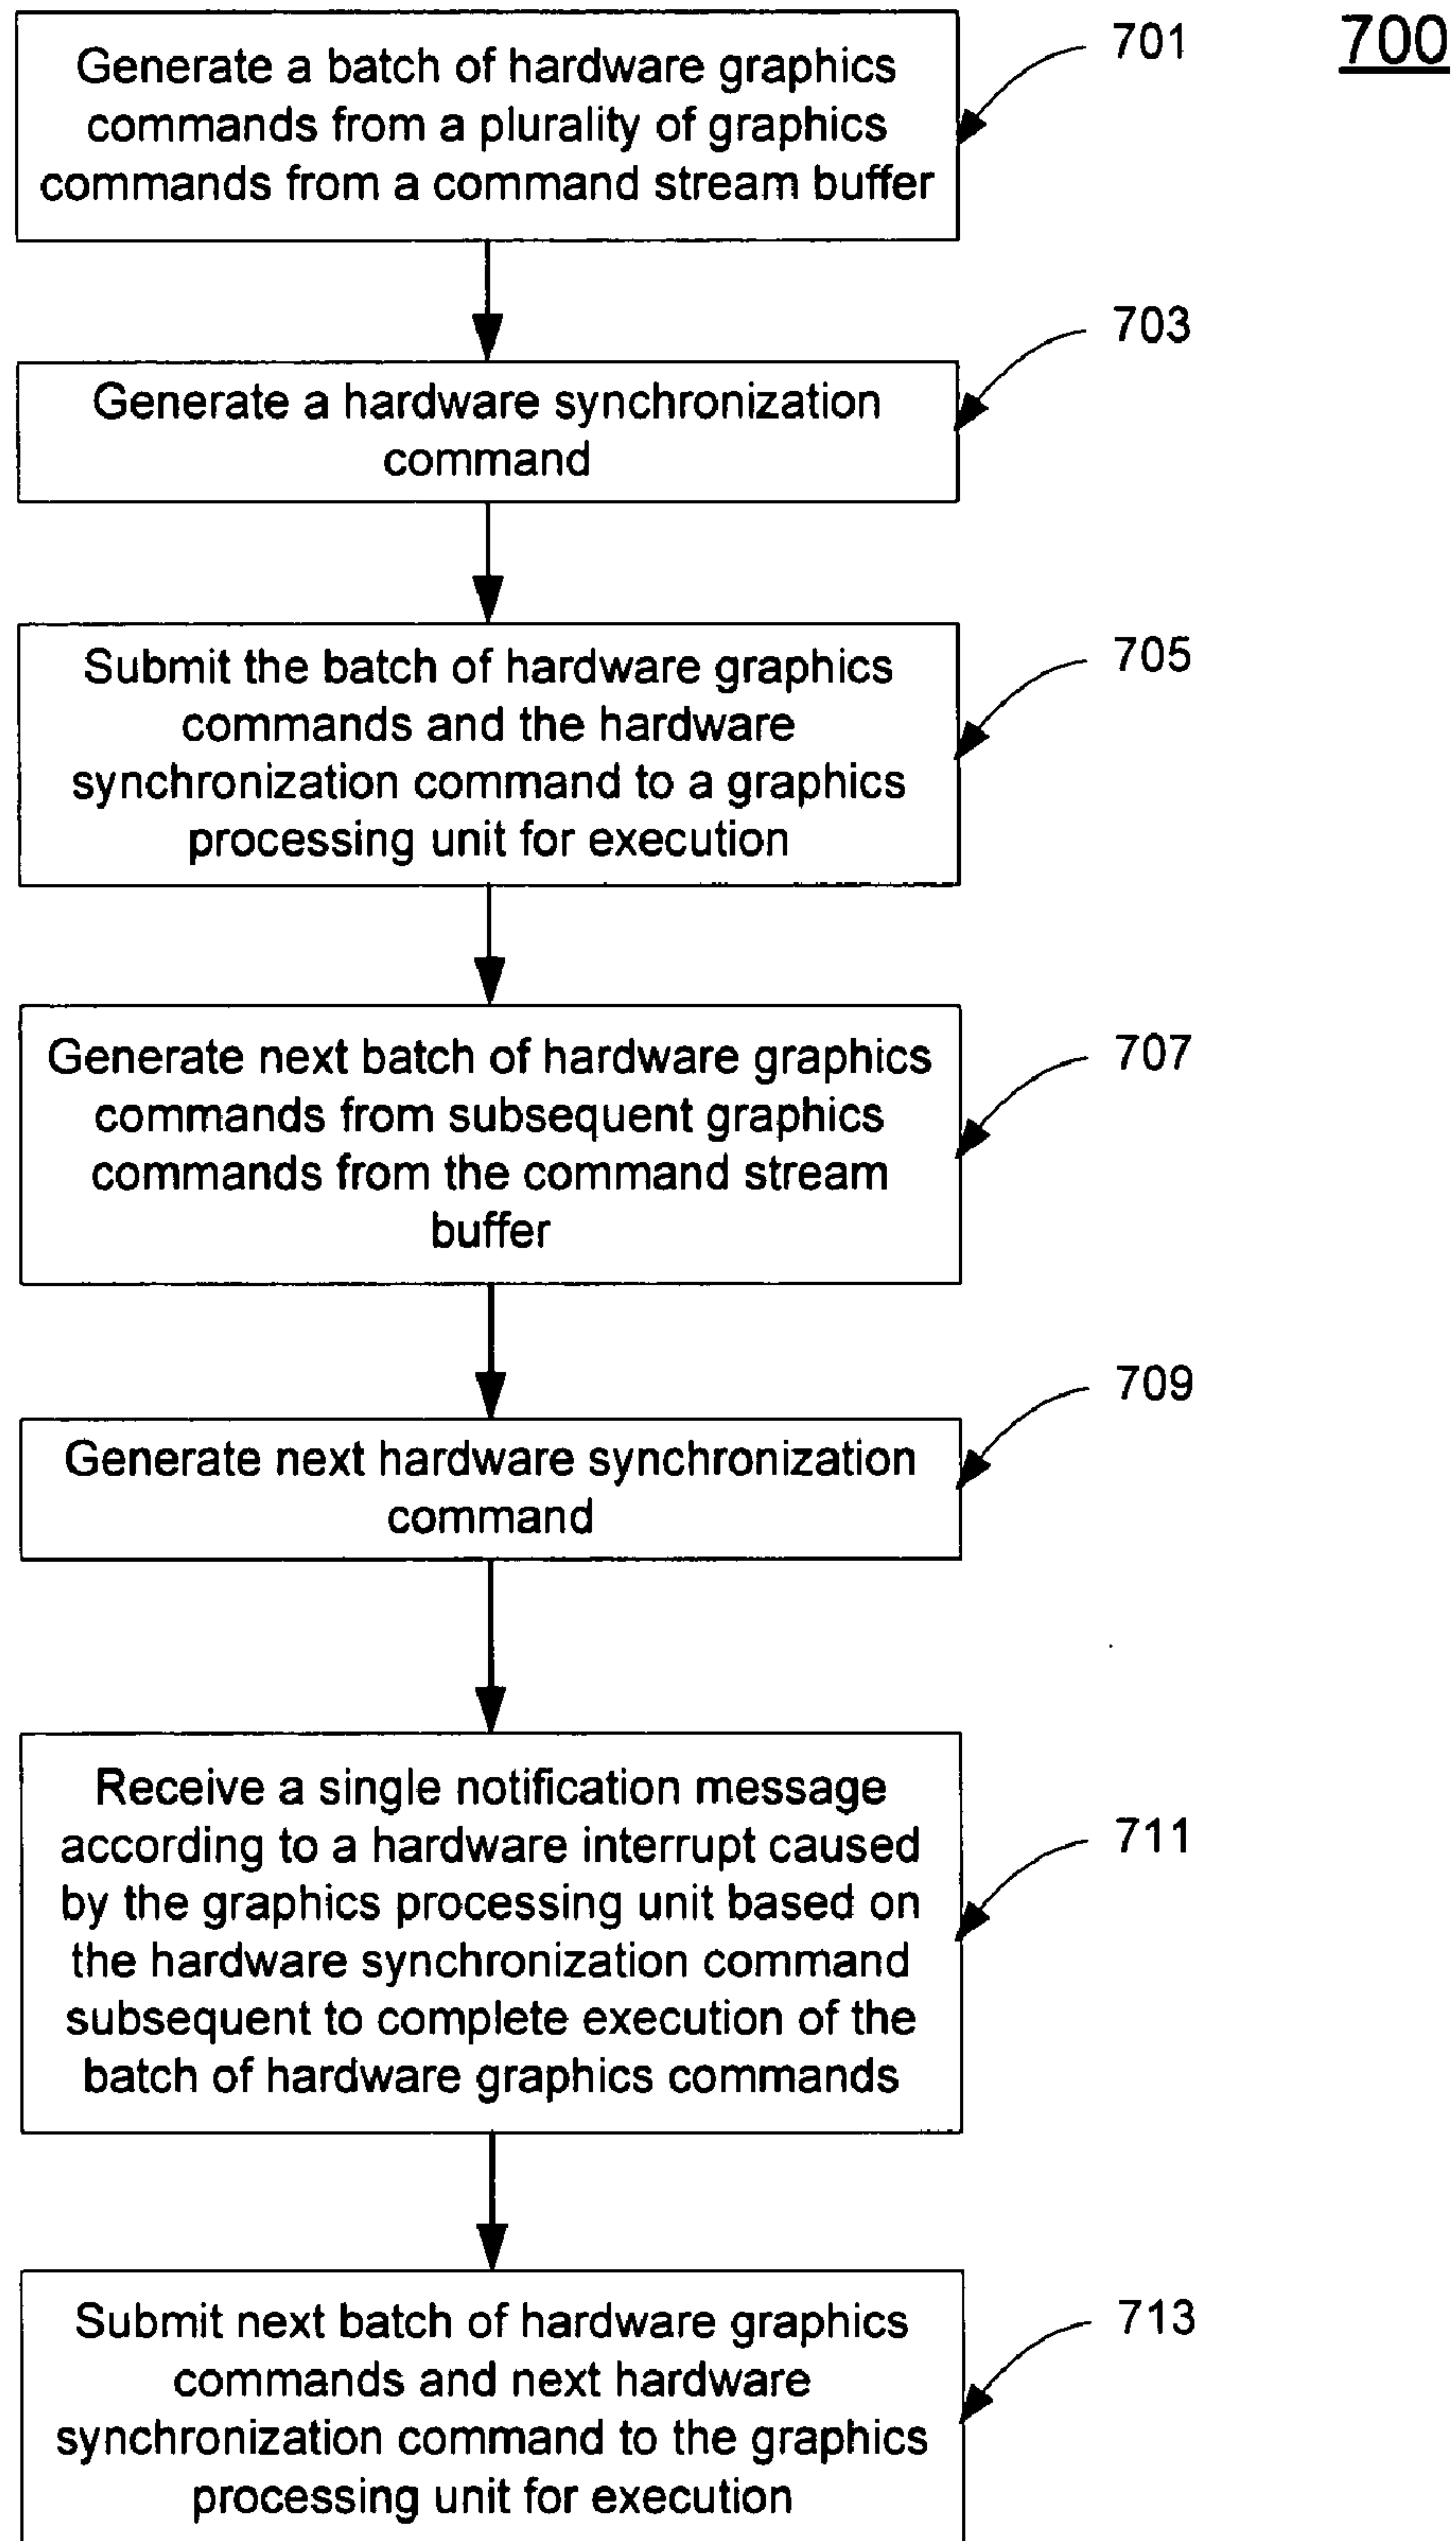 700
Generate a batch of hardware graphics
commands from a plurality of graphics
commands from a command stream buffer
701
Generate a hardware synchronization
command
703
Submit the batch of hardware graphics
commands and the hardware
synchronization command to a graphics
processing unit for execution
705
Generate next batch of hardware graphics
commands from subsequent graphics
commands from the command stream
buffer
707
Generate next hardware synchronization
command
709
Receive a single notification message
according to a hardware interrupt caused
by the graphics processing unit based on
the hardware synchronization command
subsequent to complete execution of the
batch of hardware graphics commands
711
Submit next batch of hardware graphics
commands and next hardware
synchronization command to the graphics
processing unit for execution
713